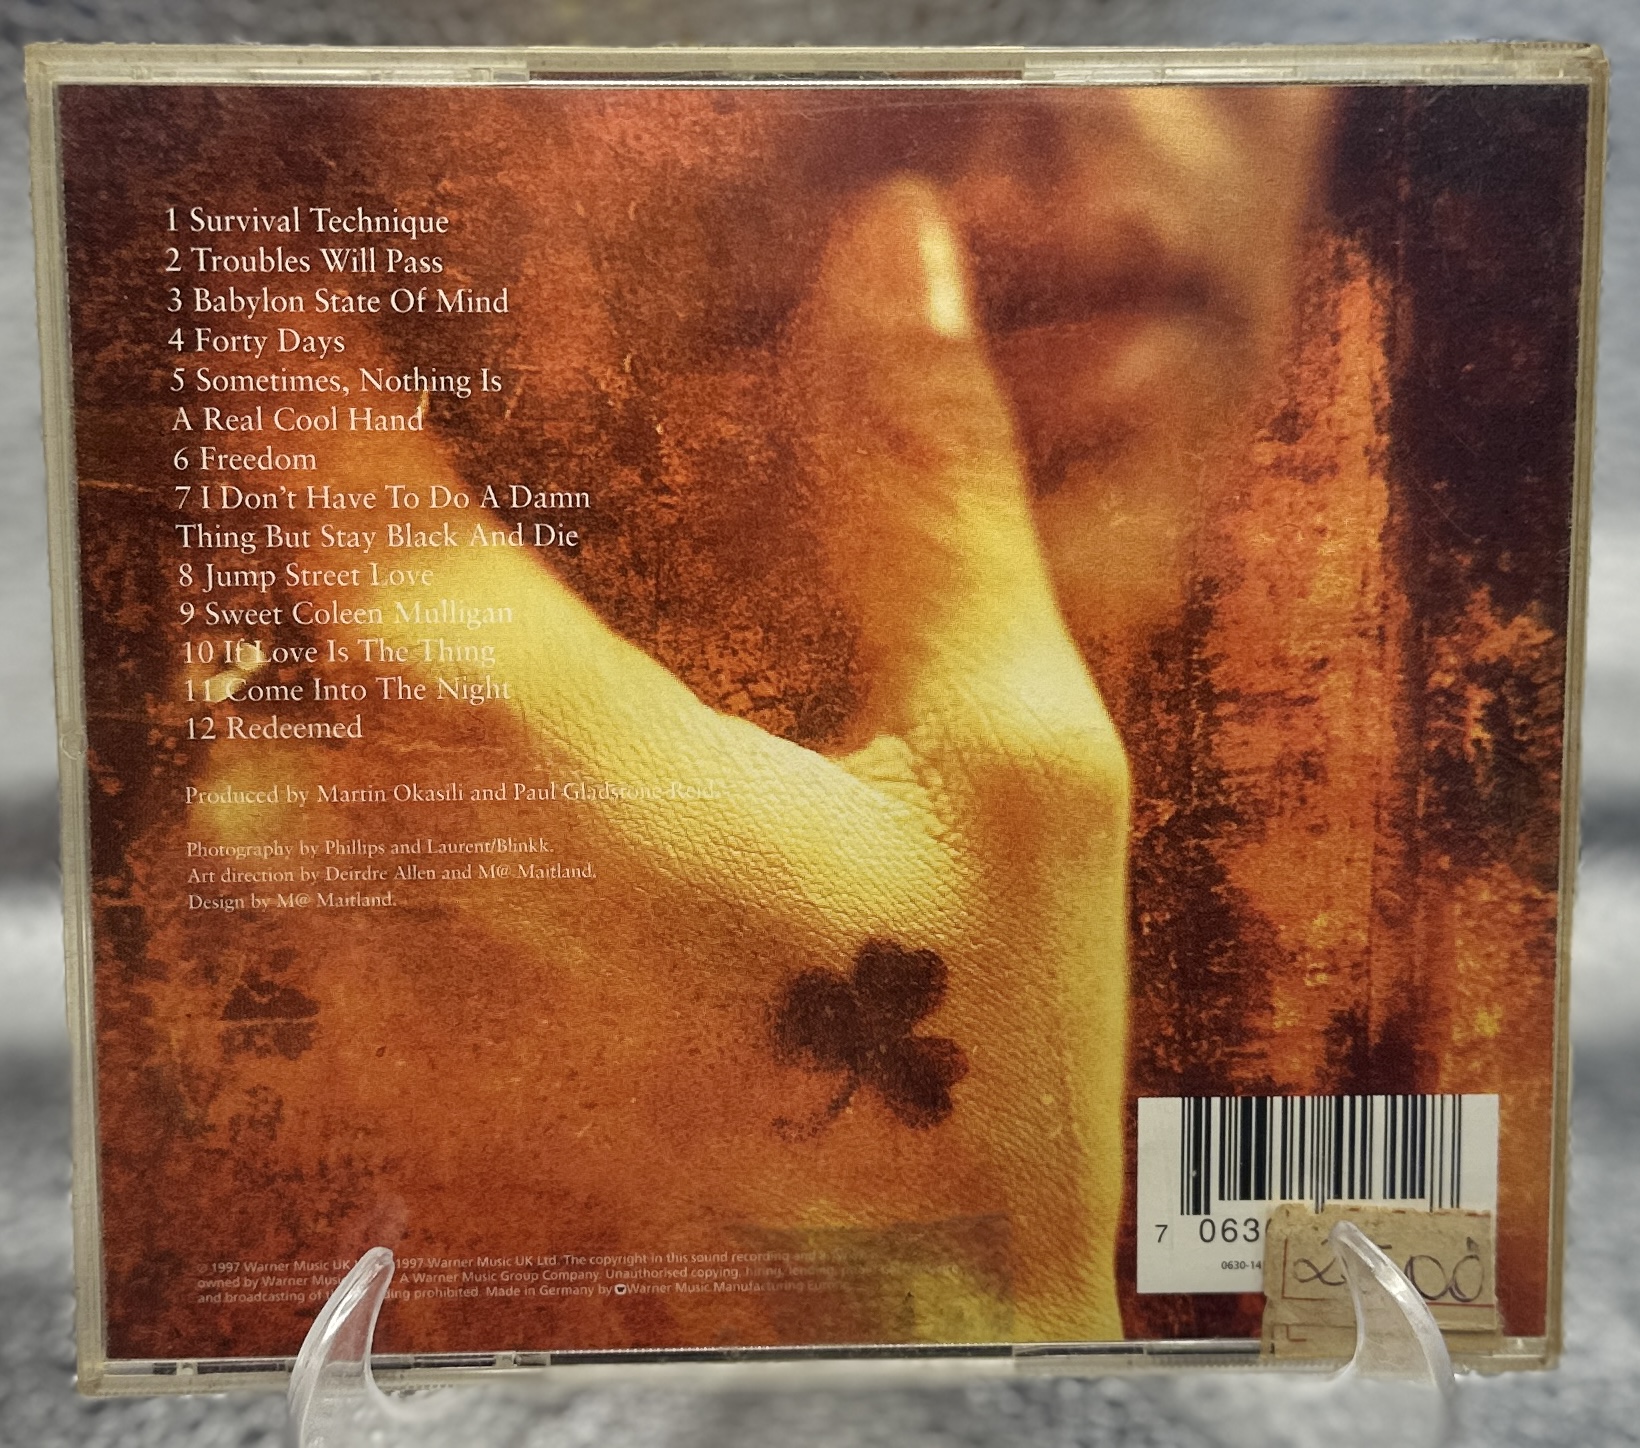 1 Survival Technique
2 Troubles Will Pass
3 Babylon State Of Mind
4 Forty Days
5 Sometimes, Nothing Is
A Real Cool Hand
6 Freedom
7 I Don't Have To Do A Damn
Thing But Stay Black And Die
8 Jump Street Love
9 Sweet Coleen Mulligan
10 If Love Is The Thing
11 Come Into The Night
12 Redeemed
Produced by Martin Okasili and Paul Gladstone Reid.
Photography by Phillips and Laurent/Blinkk.
Art direction by Deirdre Allen and M@ Maitland.
Design by M@ Maitland.
℗ 1997 Warner Music UK 1997 Warner Music UK Ltd. The copyright in this sound recording and
owned by Warner Music A Warner Music Group Company. Unauthorised copying, hiring, lending,
and broadcasting of prohibited. Made in Germany by Warner Music Manufacturing
7 063
0630-14